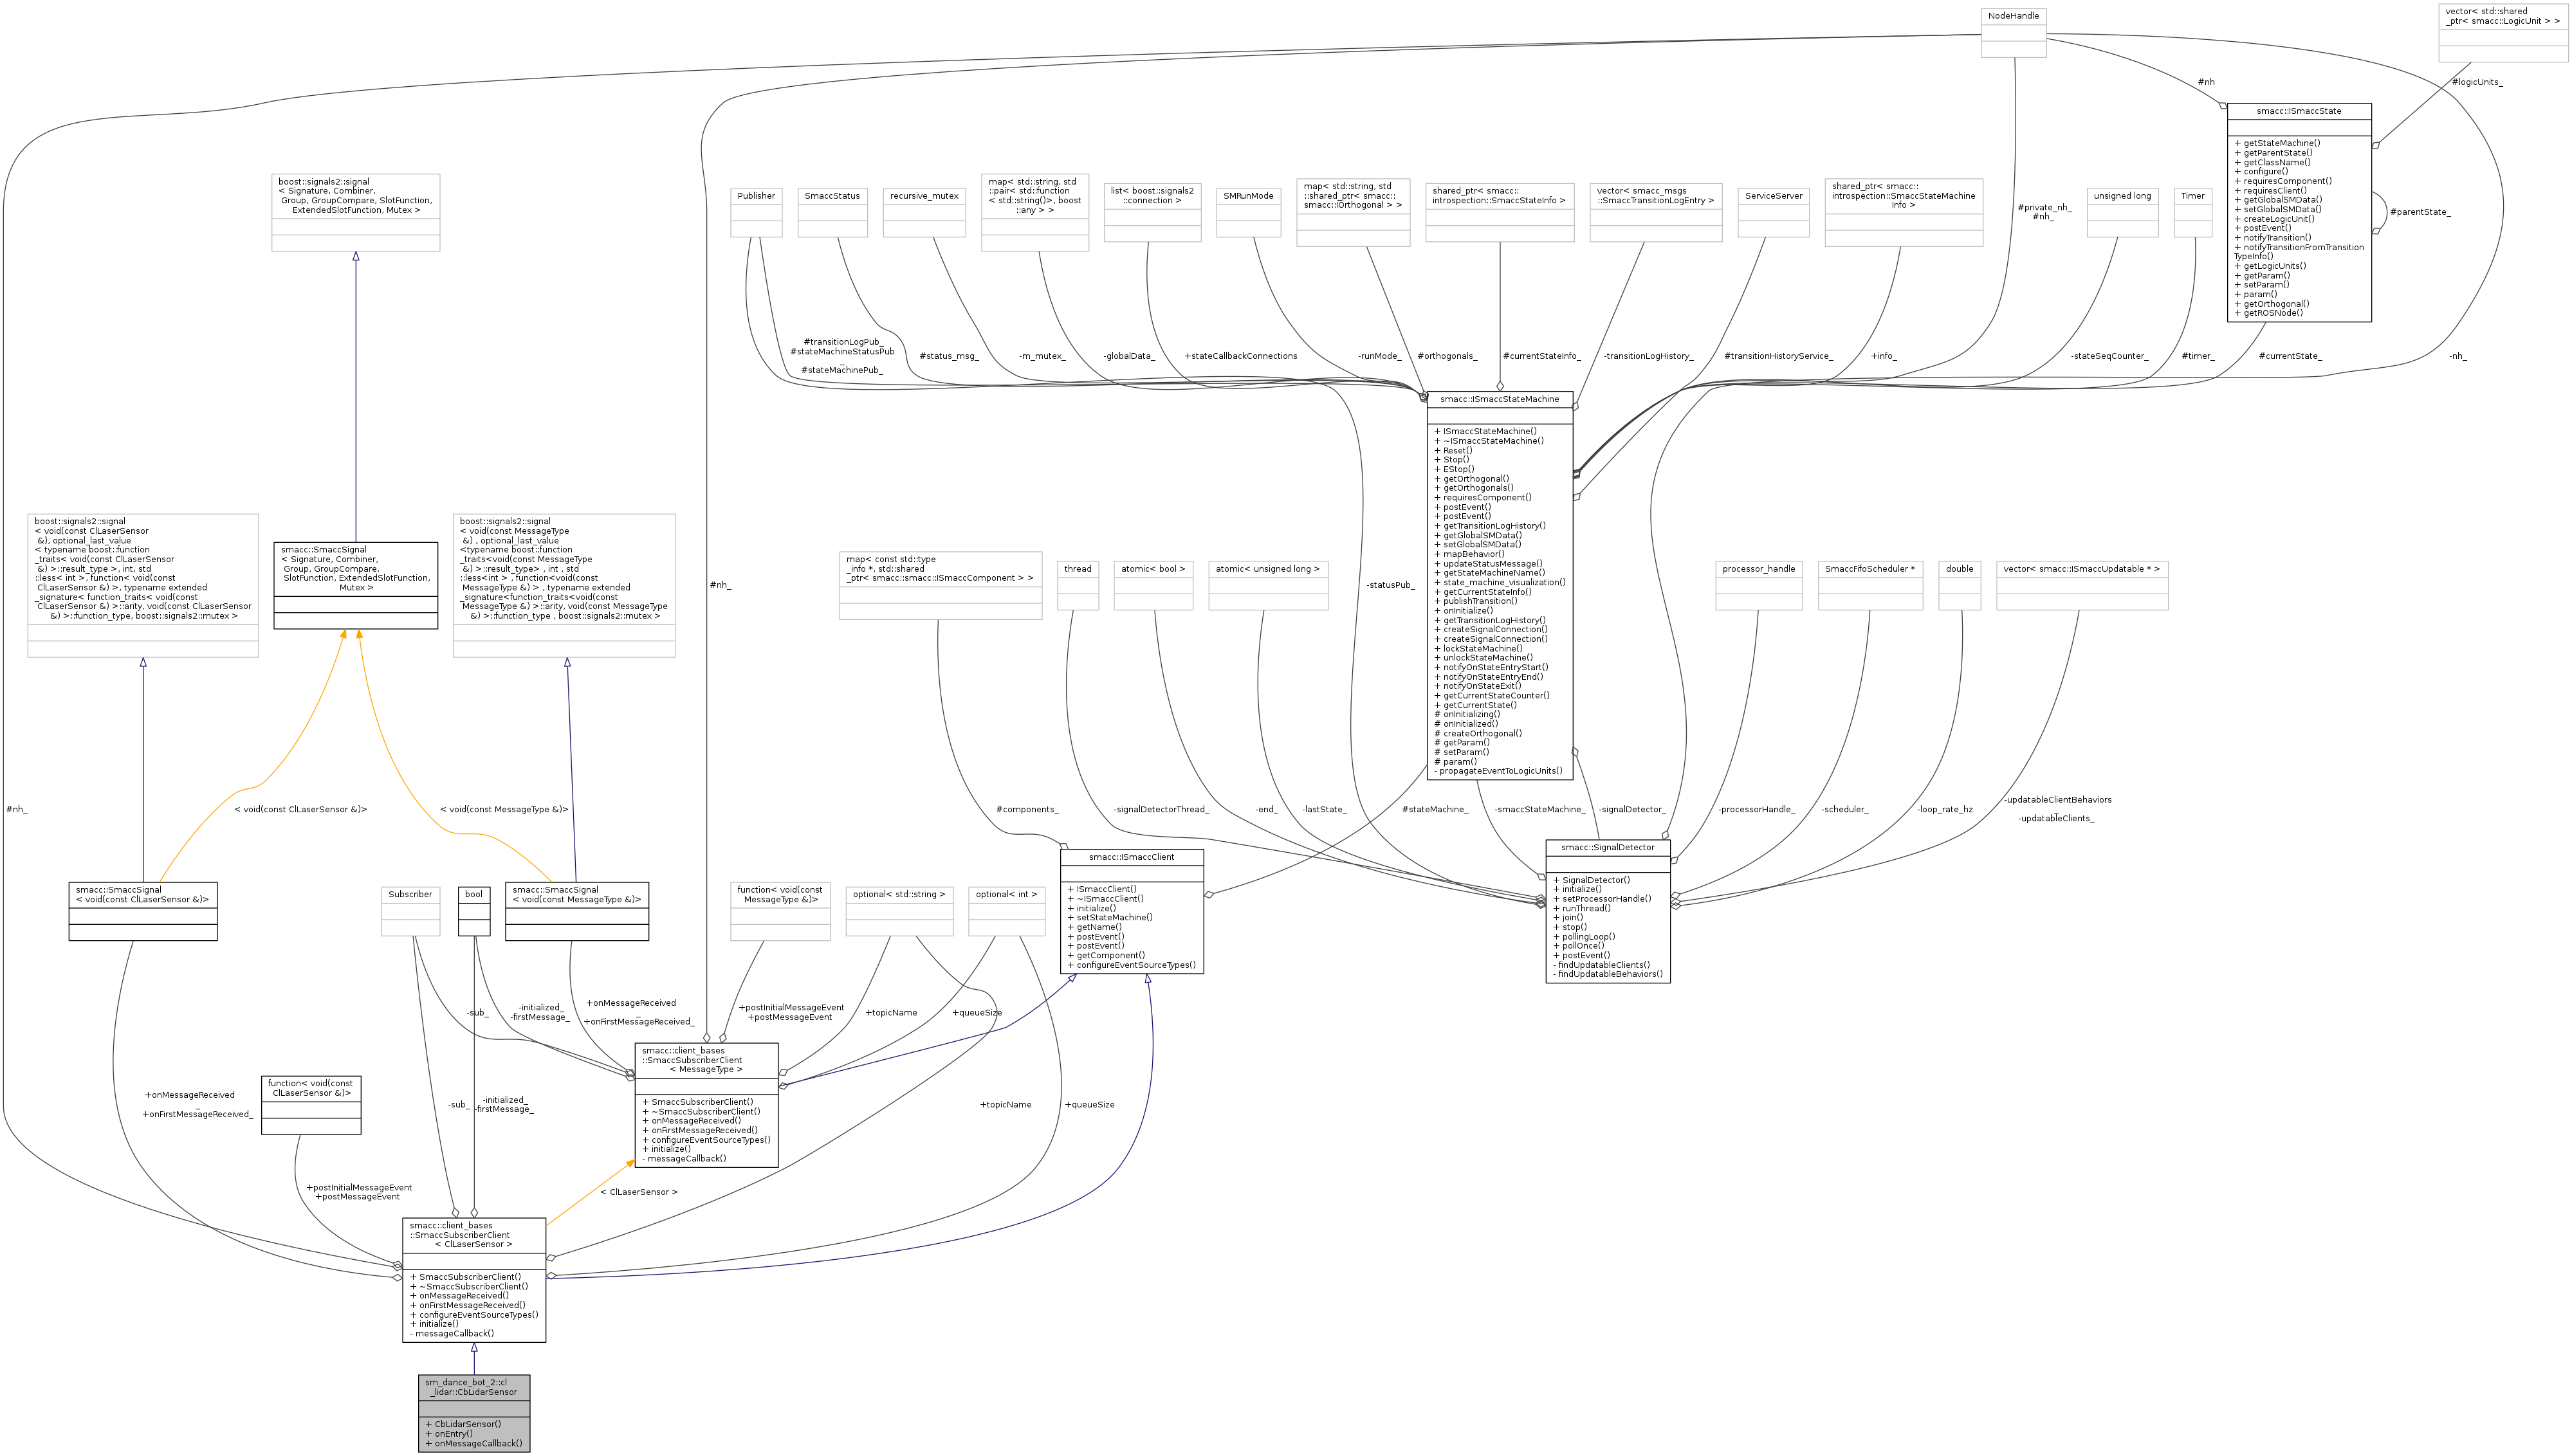 NodeHandle
vector< std::shared
_ptr< smacc::LogicUnit > >
#nh
#logicUnits_
smacc::ISmaccState
+ getStateMachine()
+ getParentState()
+ getClassName()
+ configure()
+ requiresComponent()
+ requiresClient()
+ getGlobalSMData()
+ setGlobalSMData()
+ createLogicUnit()
+ postEvent()
+ notifyTransition()
+ notifyTransitionFromTransition
TypeInfo()
+ getLogicUnits()
+ getParam()
+ setParam()
+ param()
+ getOrthogonal()
+ getROSNode()
#parentState_
boost::signals2::signal
< Signature, Combiner,
Group, GroupCompare, SlotFunction,
ExtendedSlotFunction, Mutex >
Publisher
SmaccStatus
recursive_mutex
map< std::string, std
::pair< std::function
< std::string()>, boost
::any > >
list< boost::signals2
::connection >
SMRunMode
map< std::string, std
::shared_ptr< smacc::
smacc::IOrthogonal > >
shared_ptr< smacc::
introspection::SmaccStateInfo >
vector< smacc_msgs
::SmaccTransitionLogEntry >
ServiceServer
shared_ptr< smacc::
introspection::SmaccStateMachine
Info >
#private_nh_
#nh_
unsigned long
Timer
#transitionLogPub_
#stateMachineStatusPub
_
#stateMachinePub_
#status_msg_
-m_mutex_
-globalData_
+stateCallbackConnections
-runMode_
#orthogonals_
#currentStateInfo_
-transitionLogHistory_
#transitionHistoryService_
+info_
-stateSeqCounter_
#timer_
#currentState_
-nh_
smacc::ISmaccStateMachine
+ ISmaccStateMachine()
+ ~ISmaccStateMachine()
+ Reset()
+ Stop()
+ EStop()
+ getOrthogonal()
+ getOrthogonals()
+ requiresComponent()
+ postEvent()
+ postEvent()
+ getTransitionLogHistory()
+ getGlobalSMData()
+ setGlobalSMData()
+ mapBehavior()
+ updateStatusMessage()
+ getStateMachineName()
+ state_machine_visualization()
+ getCurrentStateInfo()
+ publishTransition()
+ onInitialize()
+ getTransitionLogHistory()
+ createSignalConnection()
+ createSignalConnection()
+ lockStateMachine()
+ unlockStateMachine()
+ notifyOnStateEntryStart()
+ notifyOnStateEntryEnd()
+ notifyOnStateExit()
+ getCurrentStateCounter()
+ getCurrentState()
# onInitializing()
# onInitialized()
# createOrthogonal()
# getParam()
# setParam()
# param()
- propagateEventToLogicUnits()
boost::signals2::signal
< void(const ClLaserSensor
&), optional_last_value
< typename boost::function
_traits< void(const ClLaserSensor
&) >::result_type >, int, std
::less< int >, function< void(const
ClLaserSensor &) >, typename extended
_signature< function_traits< void(const
ClLaserSensor &) >::arity, void(const ClLaserSensor
&) >::function_type, boost::signals2::mutex >
smacc::SmaccSignal
< Signature, Combiner,
Group, GroupCompare,
SlotFunction, ExtendedSlotFunction,
Mutex >
boost::signals2::signal
< void(const MessageType
&) , optional_last_value
<typename boost::function
_traits<void(const MessageType
&) >::result_type> , int , std
::less<int > , function<void(const
MessageType &) > , typename extended
_signature<function_traits<void(const
MessageType &) >::arity, void(const MessageType
&) >::function_type , boost::signals2::mutex >
#nh_
map< const std::type
_info *, std::shared
_ptr< smacc::smacc::ISmaccComponent > >
thread
atomic< bool >
atomic< unsigned long >
-statusPub_
processor_handle
SmaccFifoScheduler *
double
vector< smacc::ISmaccUpdatable * >
#nh_
< void(const ClLaserSensor &)>
< void(const MessageType &)>
#components_
-signalDetectorThread_
-end_
-lastState_
#stateMachine_
-smaccStateMachine_
-signalDetector_
-processorHandle_
-scheduler_
-loop_rate_hz
-updatableClientBehaviors
_
-updatableClients_
smacc::SmaccSignal
< void(const ClLaserSensor &)>
Subscriber
bool
smacc::SmaccSignal
< void(const MessageType &)>
function< void(const
MessageType &)>
optional< std::string >
optional< int >
smacc::ISmaccClient
+ ISmaccClient()
+ ~ISmaccClient()
+ initialize()
+ setStateMachine()
+ getName()
+ postEvent()
+ postEvent()
+ getComponent()
+ configureEventSourceTypes()
smacc::SignalDetector
+ SignalDetector()
+ initialize()
+ setProcessorHandle()
+ runThread()
+ join()
+ stop()
+ pollingLoop()
+ pollOnce()
+ postEvent()
- findUpdatableClients()
- findUpdatableBehaviors()
-sub_
-initialized_
-firstMessage_
+onMessageReceived
_
+onFirstMessageReceived_
+postInitialMessageEvent
+postMessageEvent
+topicName
+queueSize
smacc::client_bases
::SmaccSubscriberClient
< MessageType >
+ SmaccSubscriberClient()
+ ~SmaccSubscriberClient()
+ onMessageReceived()
+ onFirstMessageReceived()
+ configureEventSourceTypes()
+ initialize()
- messageCallback()
function< void(const
ClLaserSensor &)>
+onMessageReceived
_
+onFirstMessageReceived_
-sub_
-initialized_
-firstMessage_
+topicName
+queueSize
+postInitialMessageEvent
+postMessageEvent
< ClLaserSensor >
smacc::client_bases
::SmaccSubscriberClient
< ClLaserSensor >
+ SmaccSubscriberClient()
+ ~SmaccSubscriberClient()
+ onMessageReceived()
+ onFirstMessageReceived()
+ configureEventSourceTypes()
+ initialize()
- messageCallback()
sm_dance_bot_2::cl
_lidar::CbLidarSensor
+ CbLidarSensor()
+ onEntry()
+ onMessageCallback()